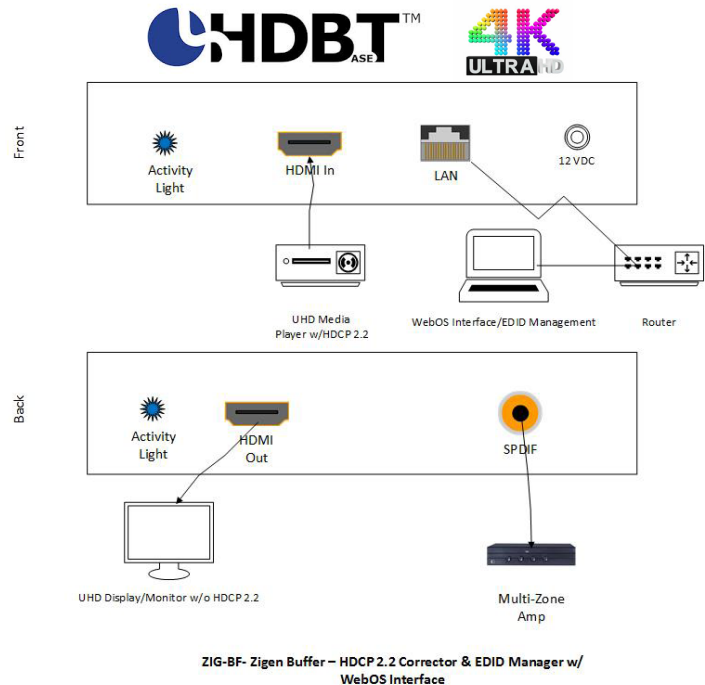 HDBT™
ASE
4K
ULTRA HD
Front
Activity
Light
HDMI In
LAN
12 VDC
UHD Media
Player w/HDCP 2.2
WebOS Interface/EDID Management
Router
Back
Activity
Light
HDMI
Out
SPDIF
UHD Display/Monitor w/o HDCP 2.2
Multi-Zone
Amp
ZIG-BF- Zigen Buffer – HDCP 2.2 Corrector & EDID Manager w/
WebOS Interface